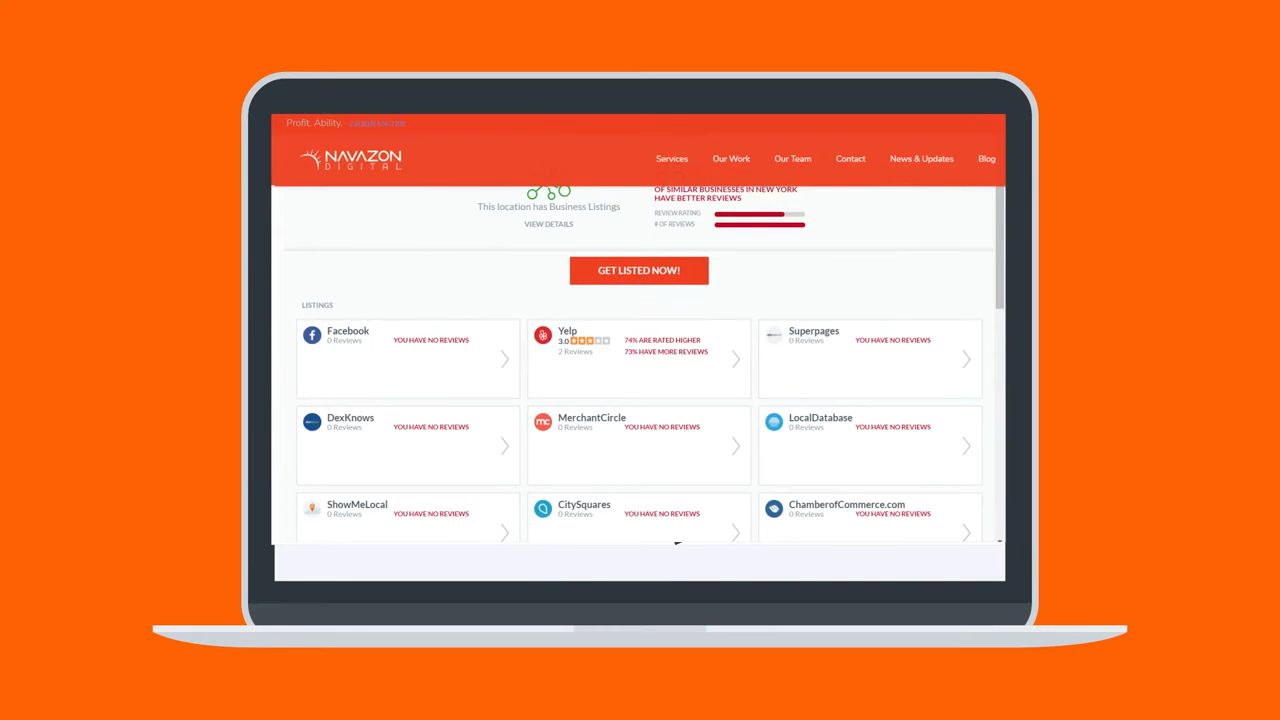 Profit. Ability.
NAVAZON
DIGITAL
Services Our Work Our Team Contact News & Updates Blog
This location has Business Listings
VIEW DETAILS
OF SIMILAR BUSINESSES IN NEW YORK
HAVE BETTER REVIEWS
REVIEW RATING
# OF REVIEWS
GET LISTED NOW!
LISTINGS
Facebook
0 Reviews YOU HAVE NO REVIEWS
Yelp
3.0 74% ARE RATED HIGHER
2 Reviews 73% HAVE MORE REVIEWS
Superpages
0 Reviews YOU HAVE NO REVIEWS
DexKnows
0 Reviews YOU HAVE NO REVIEWS
MerchantCircle
mc
0 Reviews YOU HAVE NO REVIEWS
LocalDatabase
0 Reviews YOU HAVE NO REVIEWS
ShowMeLocal
0 Reviews YOU HAVE NO REVIEWS
CitySquares
0 Reviews YOU HAVE NO REVIEWS
ChamberofCommerce.com
0 Reviews YOU HAVE NO REVIEWS